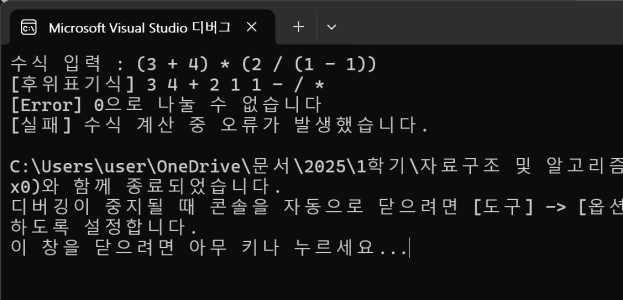 Microsoft Visual Studio 디버그
수식 입력 : (3 + 4) * (2 / (1 - 1))
[후위표기식] 3 4 + 2 1 1 - / *
[Error] 0으로 나눌 수 없습니다
[실패] 수식 계산 중 오류가 발생했습니다.
C:\Users\user\OneDrive\문서\2025\1학기\자료구조 및 알고리즘
x0)와 함께 종료되었습니다.
디버깅이 중지될 때 콘솔을 자동으로 닫으려면 [도구] -> [옵션
하도록 설정합니다.
이 창을 닫으려면 아무 키나 누르세요...